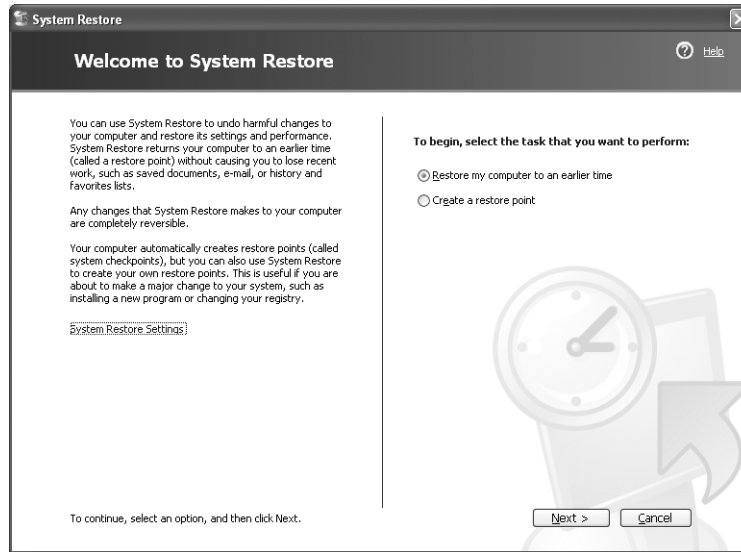 System Restore
Welcome to System Restore
Help
You can use System Restore to undo harmful changes to
your computer and restore its settings and performance.
System Restore returns your computer to an earlier time
(called a restore point) without causing you to lose recent
work, such as saved documents, e-mail, or history and
favorites lists.
Any changes that System Restore makes to your computer
are completely reversible.
Your computer automatically creates restore points (called
system checkpoints), but you can also use System Restore
to create your own restore points. This is useful if you are
about to make a major change to your system, such as
installing a new program or changing your registry.
System Restore Settings
To begin, select the task that you want to perform:
Restore my computer to an earlier time
Create a restore point
To continue, select an option, and then click Next.
Next >
Cancel